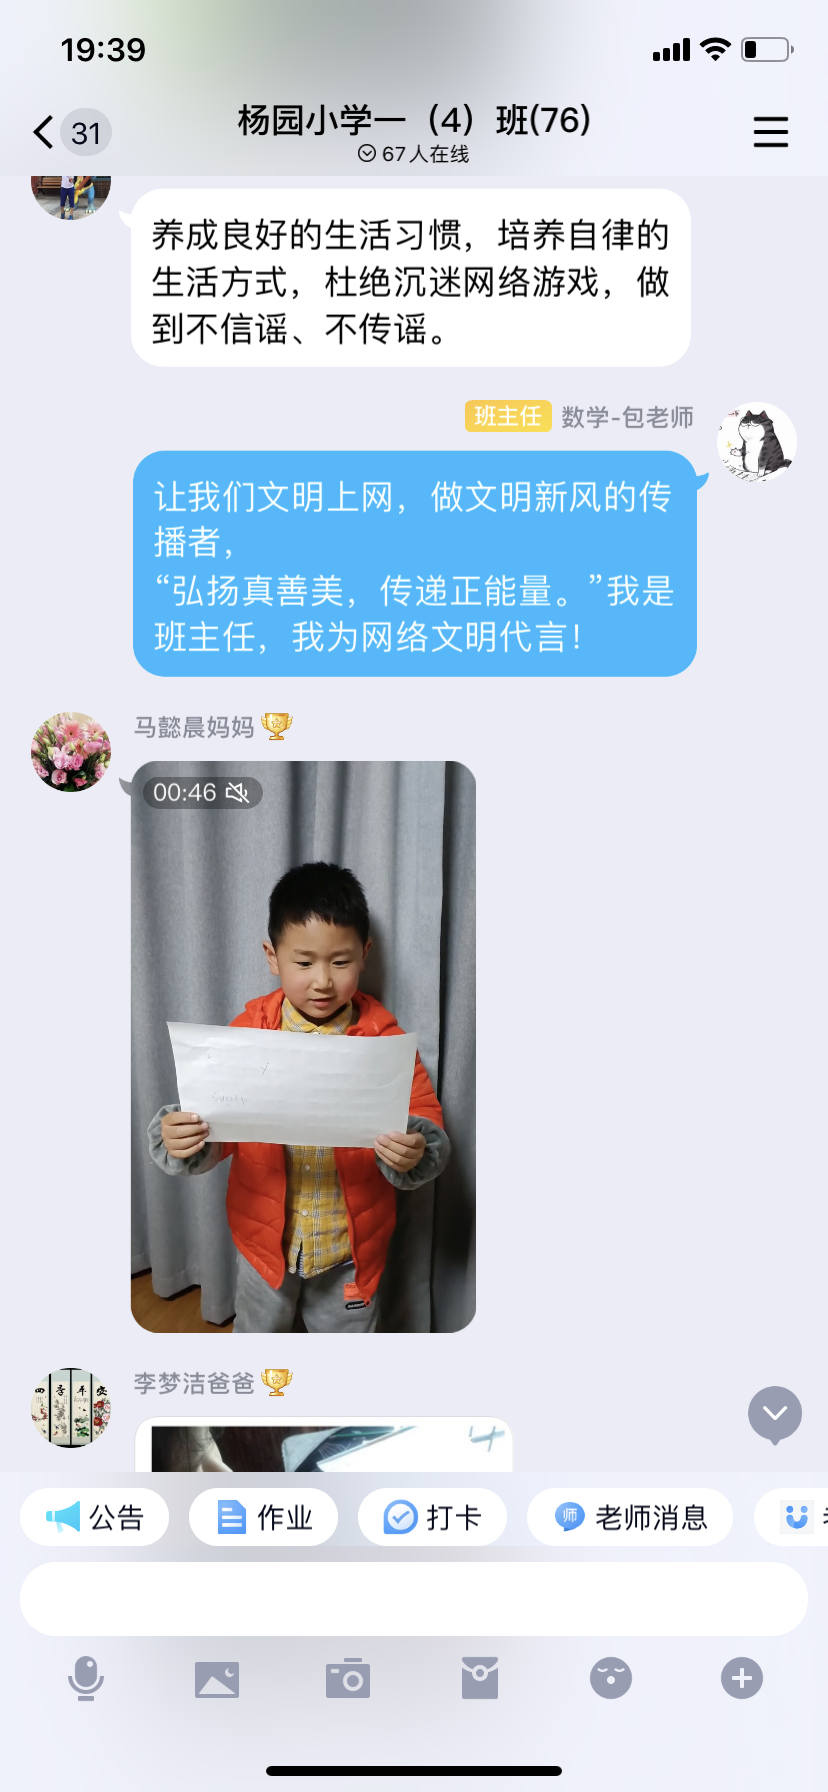 19:39
31
杨园小学一（4）班(76)
67人在线
养成良好的生活习惯，培养自律的
生活方式，杜绝沉迷网络游戏，做
到不信谣、不传谣。
班主任 数学-包老师
让我们文明上网，做文明新风的传
播者，
“弘扬真善美，传递正能量。”我是
班主任，我为网络文明代言！
马懿晨妈妈
00:46
李梦洁爸爸
公告
作业
打卡
师 老师消息